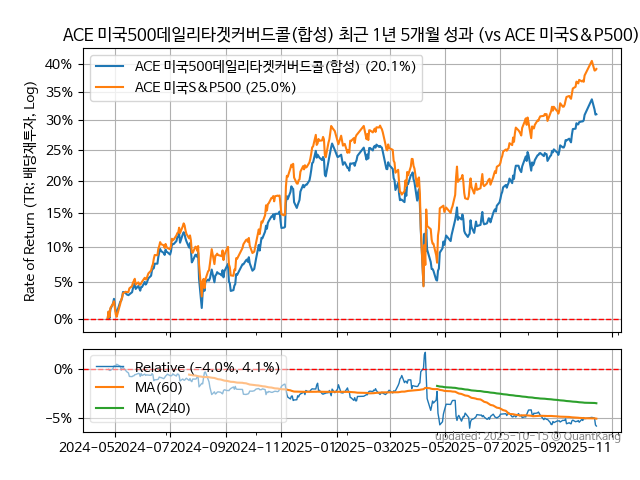 ACE 미국500데일리타겟커버드콜(합성) 최근 1년 5개월 성과 (vs ACE 미국S&P500)
Rate of Return (TR: 배당재투자, Log)
40%
35%
30%
25%
20%
15%
10%
5%
0%
ACE 미국500데일리타겟커버드콜(합성) (20.1%)
ACE 미국S&P500 (25.0%)
0%
−5%
Relative (−4.0%, 4.1%)
MA(60)
MA(240)
2024-05
2024-07
2024-09
2024-11
2025-01
2025-03
2025-05
2025-07
2025-09
2025-11
updated: 2025-10-15 © QuantKang